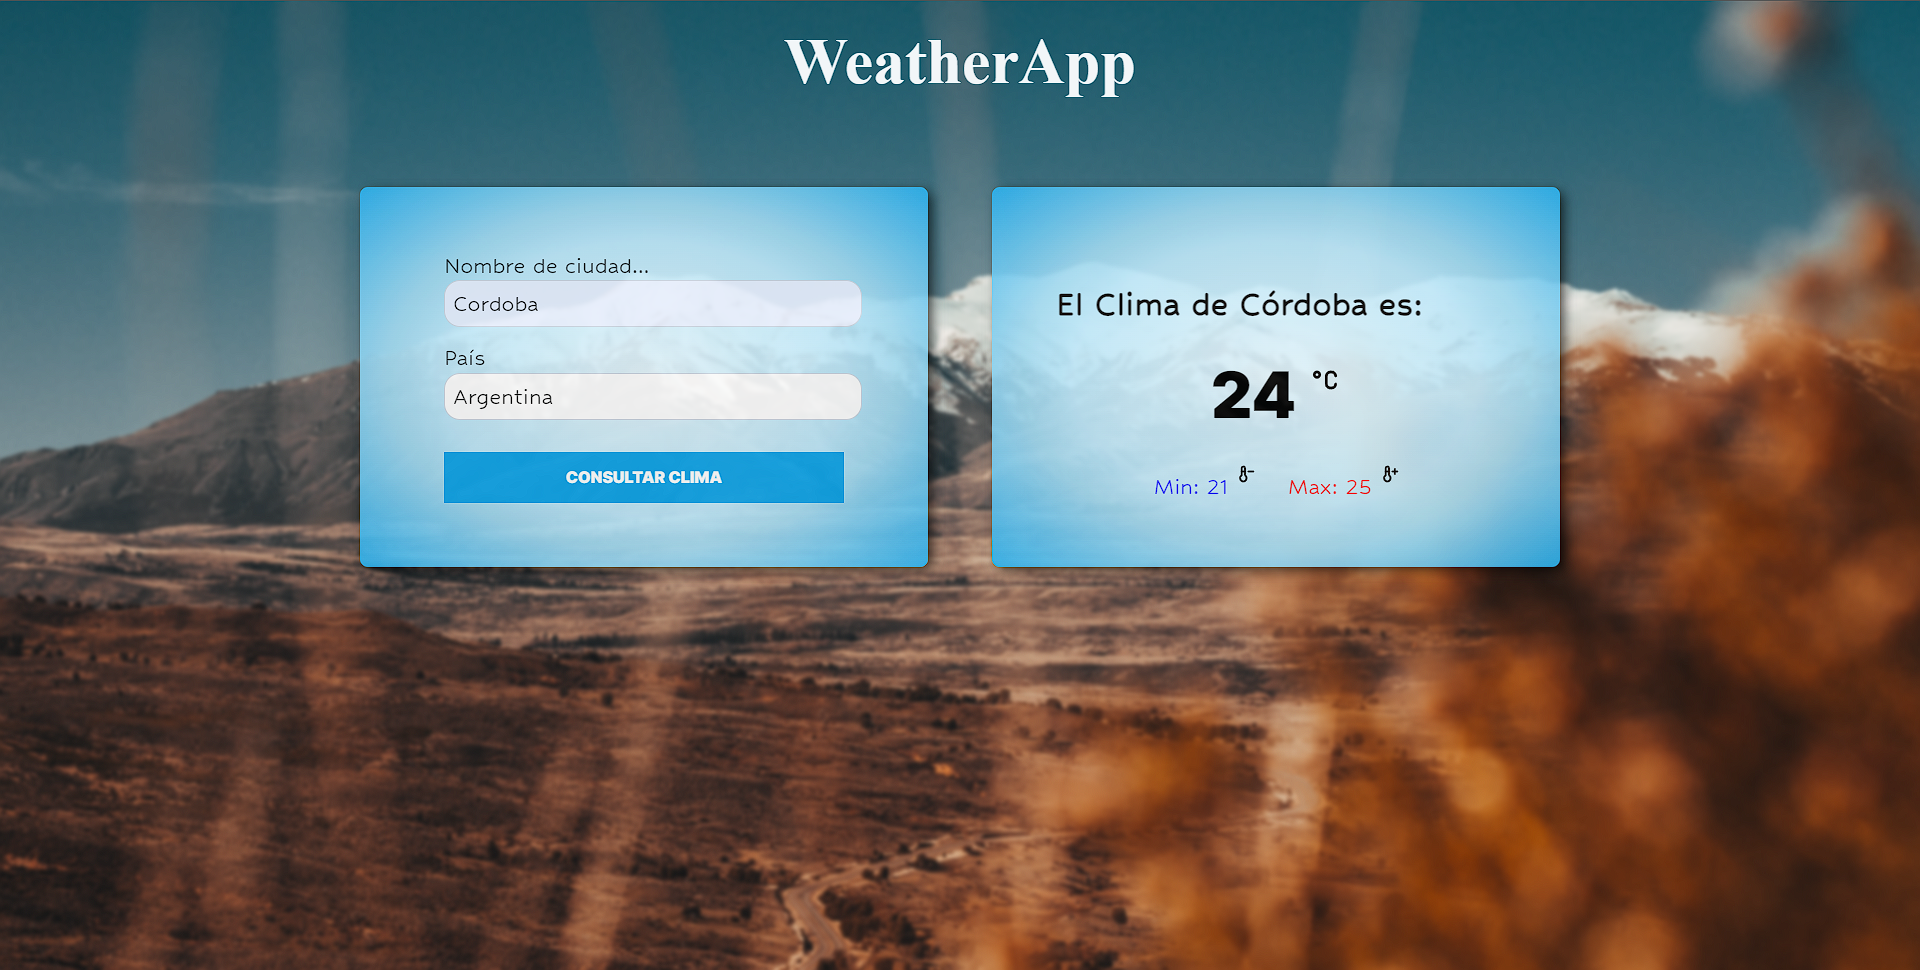 WeatherApp
Nombre de ciudad...
Cordoba
País
Argentina
CONSULTAR CLIMA
El Clima de Córdoba es:
24 °C
Min: 21 Max: 25